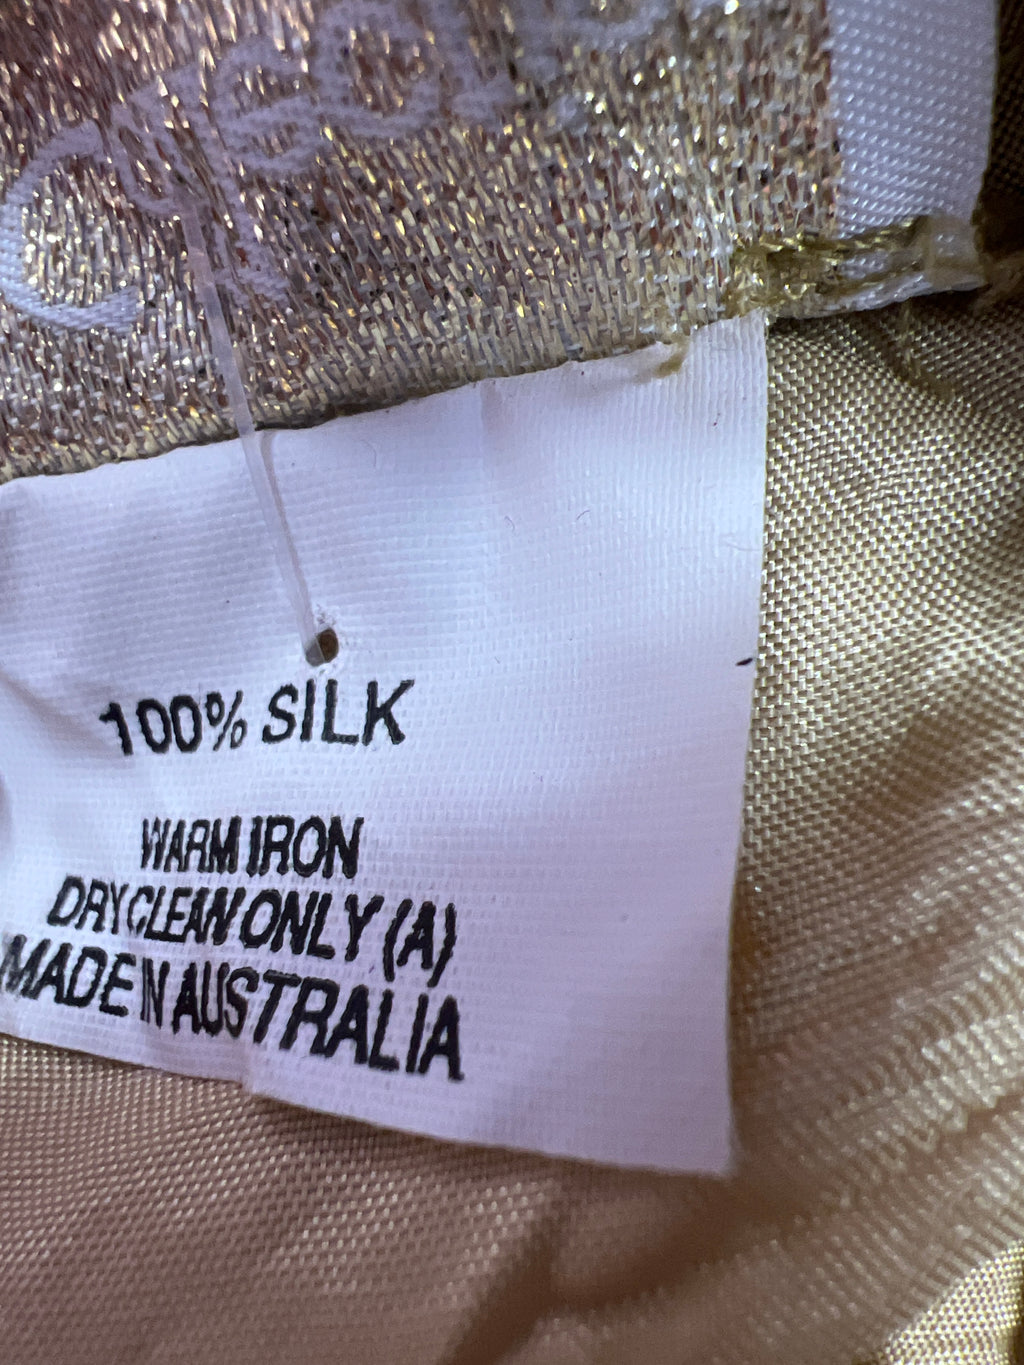 100% SILK
WARM IRON
DRY CLEAN ONLY (A)
MADE IN AUSTRALIA